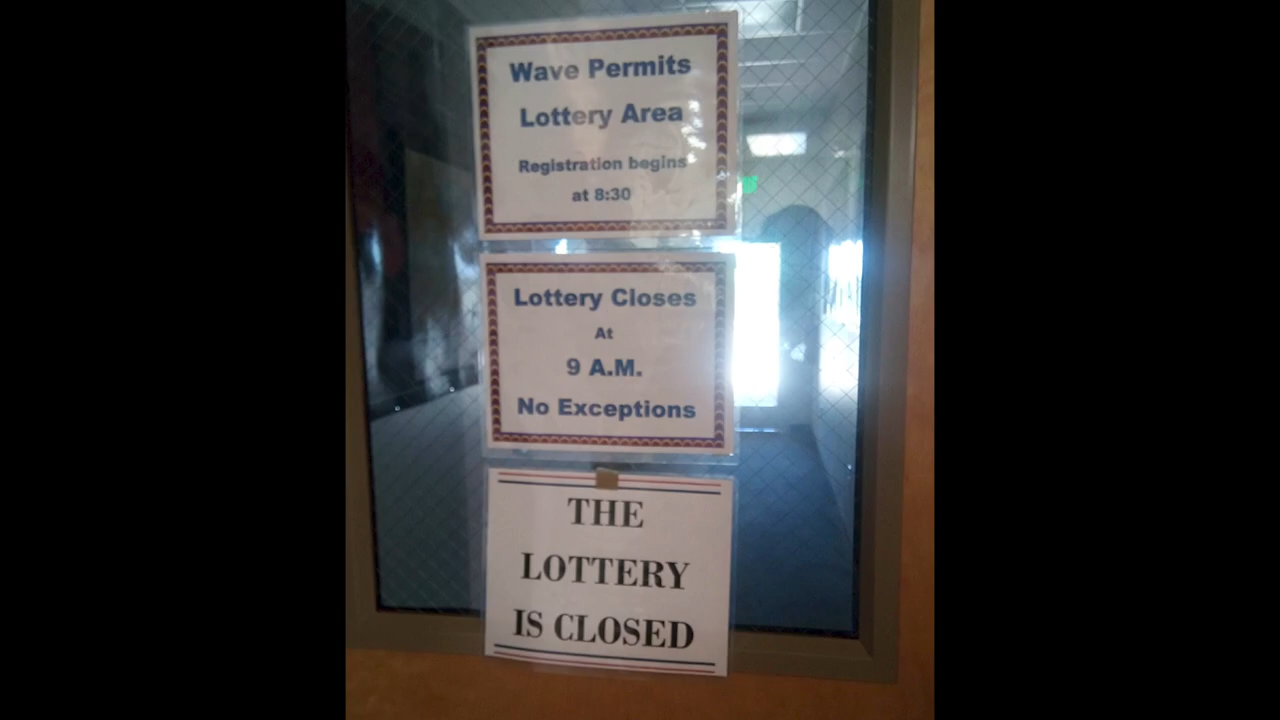 Wave Permits
Lottery Area
Registration begins
at 8:30
Lottery Closes
At
9 A.M.
No Exceptions
THE
LOTTERY
IS CLOSED